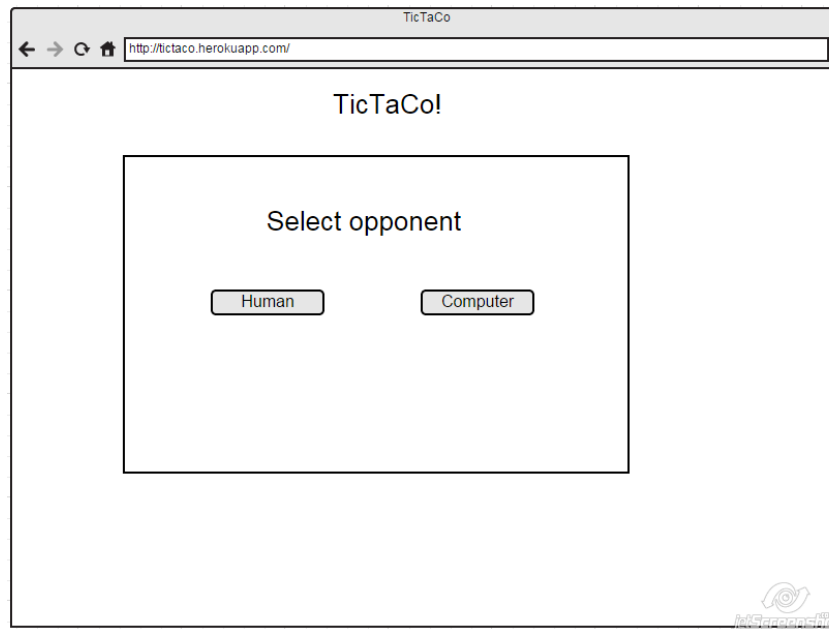 TicTaCo
http://tictaco.herokuapp.com/
TicTaCo!
Select opponent
Human Computer